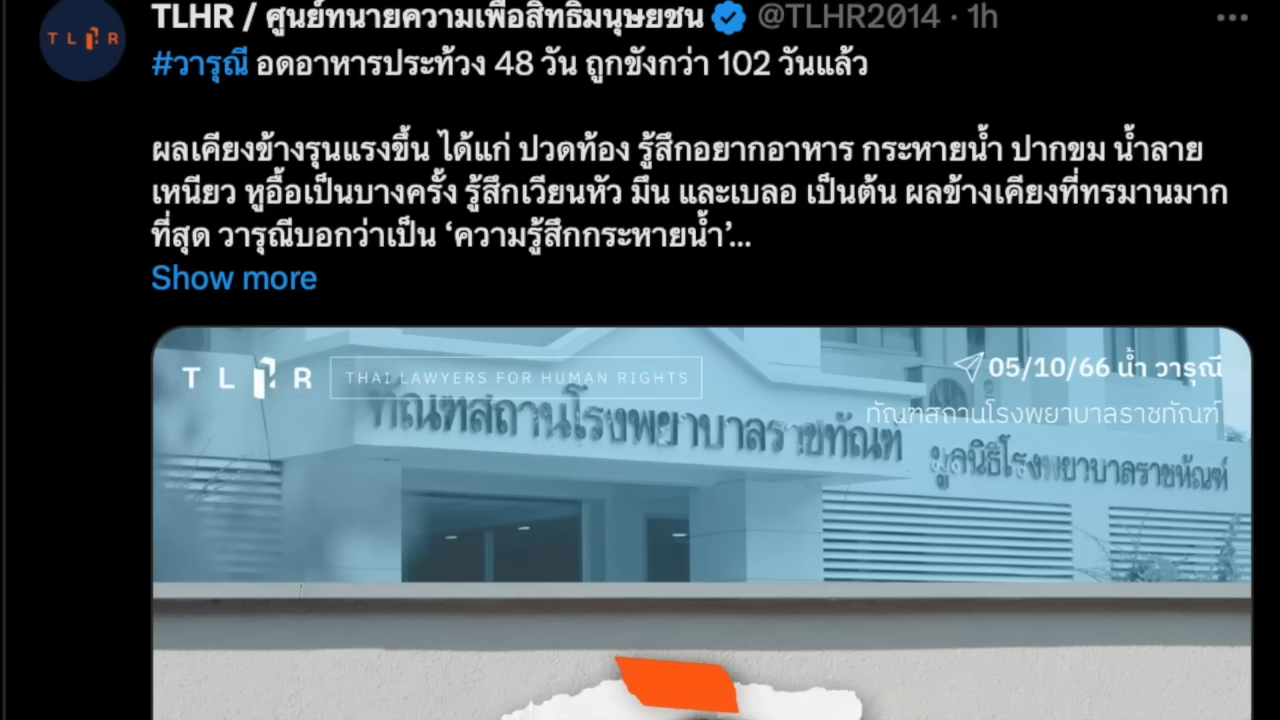 TLHR
TLHR / ศูนย์ทนายความเพื่อสิทธิมนุษยชน @TLHR2014 · 1h
#วารุณี อดอาหารประท้วง 48 วัน ถูกขังกว่า 102 วันแล้ว
ผลเคียงข้างรุนแรงขึ้น ได้แก่ ปวดท้อง รู้สึกอยากอาหาร กระหายน้ำ ปากขม น้ำลาย
เหนียว หูอื้อเป็นบางครั้ง รู้สึกเวียนหัว มึน และเบลอ เป็นต้น ผลข้างเคียงที่ทรมานมาก
ที่สุด วารุณีบอกว่าเป็น ‘ความรู้สึกกระหายน้ำ’...
Show more
TLHR THAI LAWYERS FOR HUMAN RIGHTS
05/10/66 น้ำ วารุณี
ทัณฑสถานโรงพยาบาลราชทัณฑ์
ทัณฑสถานโรงพยาบาลราชทัณฑ์
มูลนิธิโรงพยาบาลราชทัณฑ์